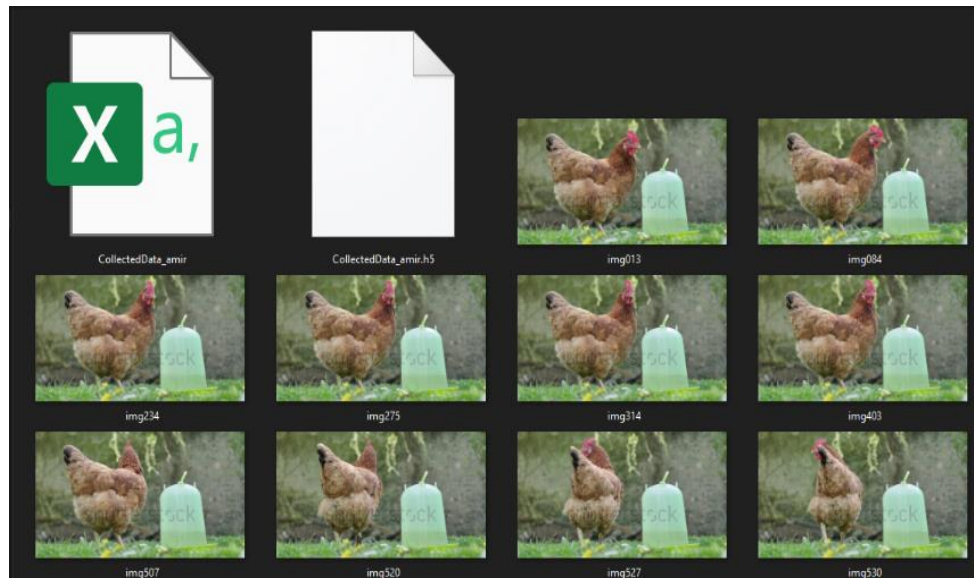 X a,
CollectedData_amir
CollectedData_amir.h5
img013
img084
img234
img275
img314
img403
img507
img520
img527
img530